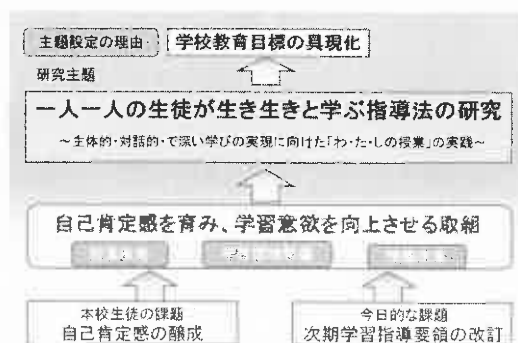 主題設定の理由
学校教育目標の具現化
研究主題
一人一人の生徒が生き生きと学ぶ指導法の研究
～主体的・対話的・で深い学びの実現に向けた「わ・た・しの授業」の実践～
自己肯定感を育み、学習意欲を向上させる取組
本校生徒の課題
自己肯定感の醸成
今日的な課題
次期学習指導要領の改訂